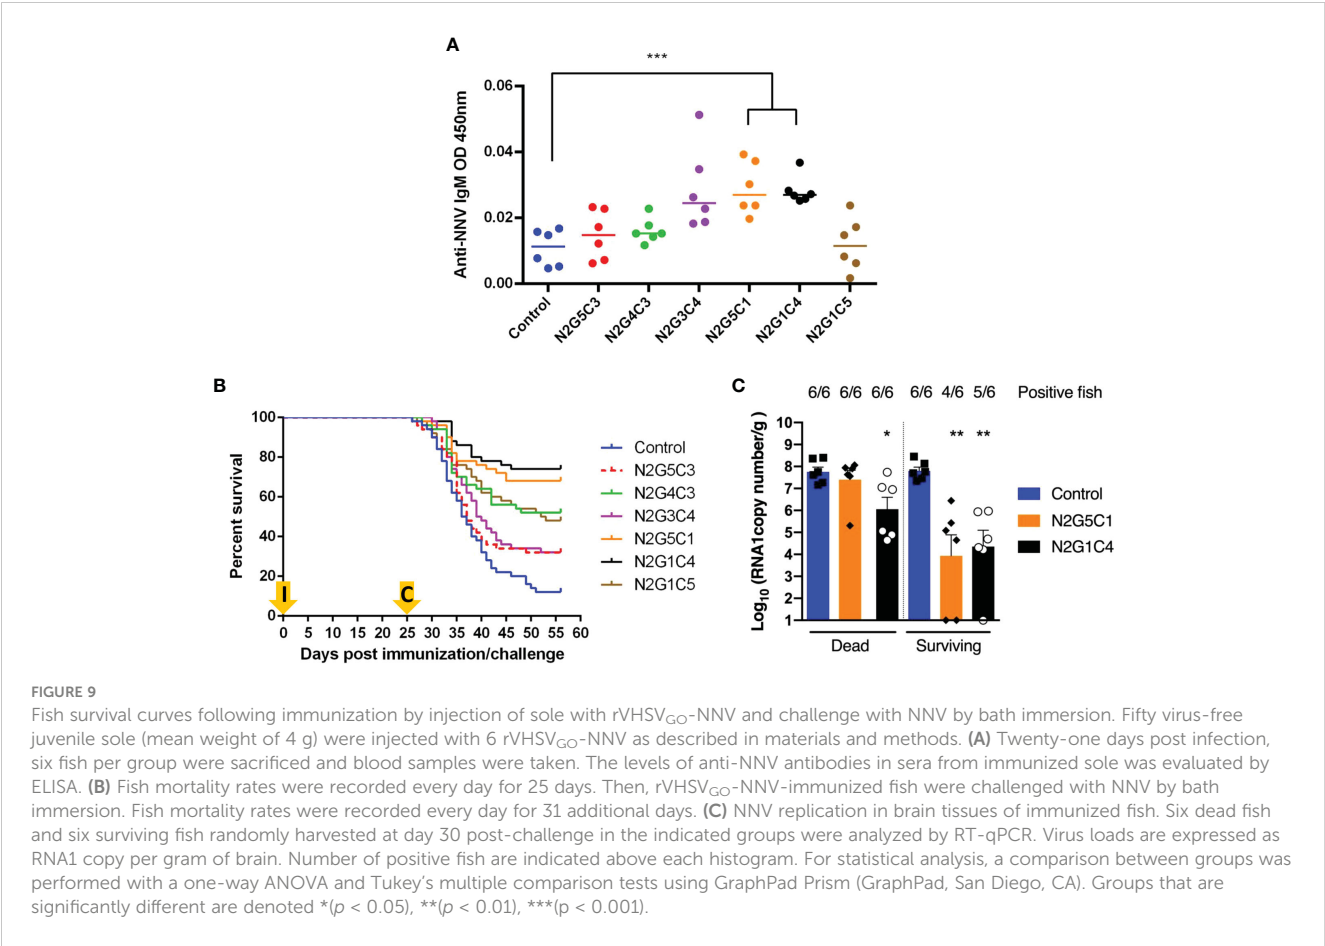 A
***
0.06
0.04
0.02
0.00
Anti-NNV IgM OD 450nm
Control
N2G5C3
N2G4C3
N2G3C4
N2G5C1
N2G1C4
N2G1C5
B
100
80
60
40
20
0
Percent survival
I
C
0 5 10 15 20 25 30 35 40 45 50 55 60
Days post immunization/challenge
Control
N2G5C3
N2G4C3
N2G3C4
N2G5C1
N2G1C4
N2G1C5
C
6/6 6/6 6/6 6/6 4/6 5/6 Positive fish
* ** **
10
9
8
7
6
5
4
3
2
1
Log10 (RNA1copy number/g)
Dead
Surviving
Control
N2G5C1
N2G1C4
FIGURE 9
Fish survival curves following immunization by injection of sole with rVHSVGO-NNV and challenge with NNV by bath immersion. Fifty virus-free
juvenile sole (mean weight of 4 g) were injected with 6 rVHSVGO-NNV as described in materials and methods. (A) Twenty-one days post infection,
six fish per group were sacrificed and blood samples were taken. The levels of anti-NNV antibodies in sera from immunized sole was evaluated by
ELISA. (B) Fish mortality rates were recorded every day for 25 days. Then, rVHSVGO-NNV-immunized fish were challenged with NNV by bath
immersion. Fish mortality rates were recorded every day for 31 additional days. (C) NNV replication in brain tissues of immunized fish. Six dead fish
and six surviving fish randomly harvested at day 30 post-challenge in the indicated groups were analyzed by RT-qPCR. Virus loads are expressed as
RNA1 copy per gram of brain. Number of positive fish are indicated above each histogram. For statistical analysis, a comparison between groups was
performed with a one-way ANOVA and Tukey's multiple comparison tests using GraphPad Prism (GraphPad, San Diego, CA). Groups that are
significantly different are denoted *(p < 0.05), **(p < 0.01), ***(p < 0.001).